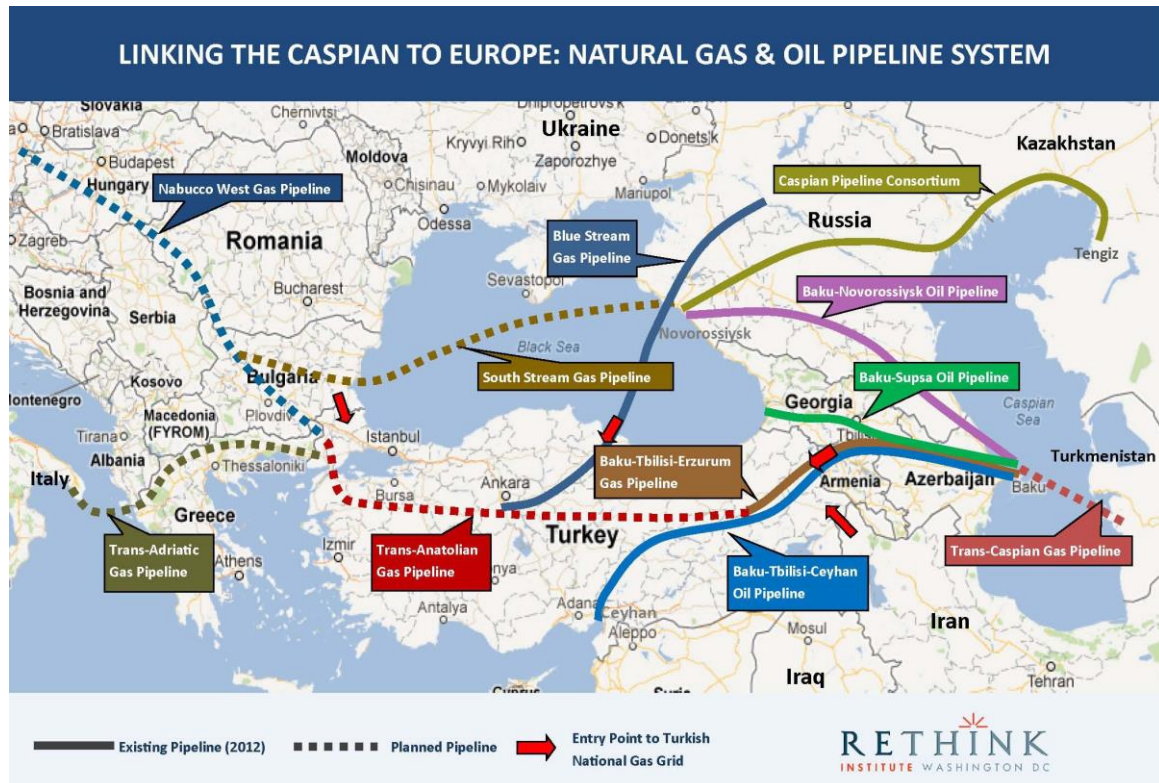 LINKING THE CASPIAN TO EUROPE: NATURAL GAS & OIL PIPELINE SYSTEM
Slovakia
Chernivtsi
Dnipropetrovs'k
Bratislava
Ukraine
Kryvyi Rih
Donets'k
Kazakhstan
Budapest
Moldova
Zaporozhye
Hungary
Nabucco West Gas Pipeline
Chisinau
Mykolaiv
Mariupol
Caspian Pipeline Consortium
Odessa
Russia
Zagreb
Romania
Blue Stream
Gas Pipeline
Tengiz
Sevastopol
Bosnia and
Herzegovina
Bucharest
Baku-Novorossiysk Oil Pipeline
Serbia
Novorossiysk
Black Sea
Kosovo
Bulgaria
South Stream Gas Pipeline
Baku-Supsa Oil Pipeline
Montenegro
Macedonia
(FYROM)
Plovdiv
Georgia
Caspian
Sea
Tirana
Istanbul
Tbilisi
Albania
Baku-Tbilisi-Erzurum
Gas Pipeline
Turkmenistan
Italy
Thessaloniki
Bursa
Ankara
Armenia
Azerbaijan
Baku
Greece
Turkey
Trans-Adriatic
Gas Pipeline
Izmir
Trans-Anatolian
Gas Pipeline
Baku-Tbilisi-Ceyhan
Oil Pipeline
Trans-Caspian Gas Pipeline
Athens
Antalya
Adana
Ceyhan
Aleppo
Mosul
Iran
Iraq
Tehran
Cyprus
Syria
Existing Pipeline (2012)
Planned Pipeline
Entry Point to Turkish
National Gas Grid
RETHINK
INSTITUTE WASHINGTON DC